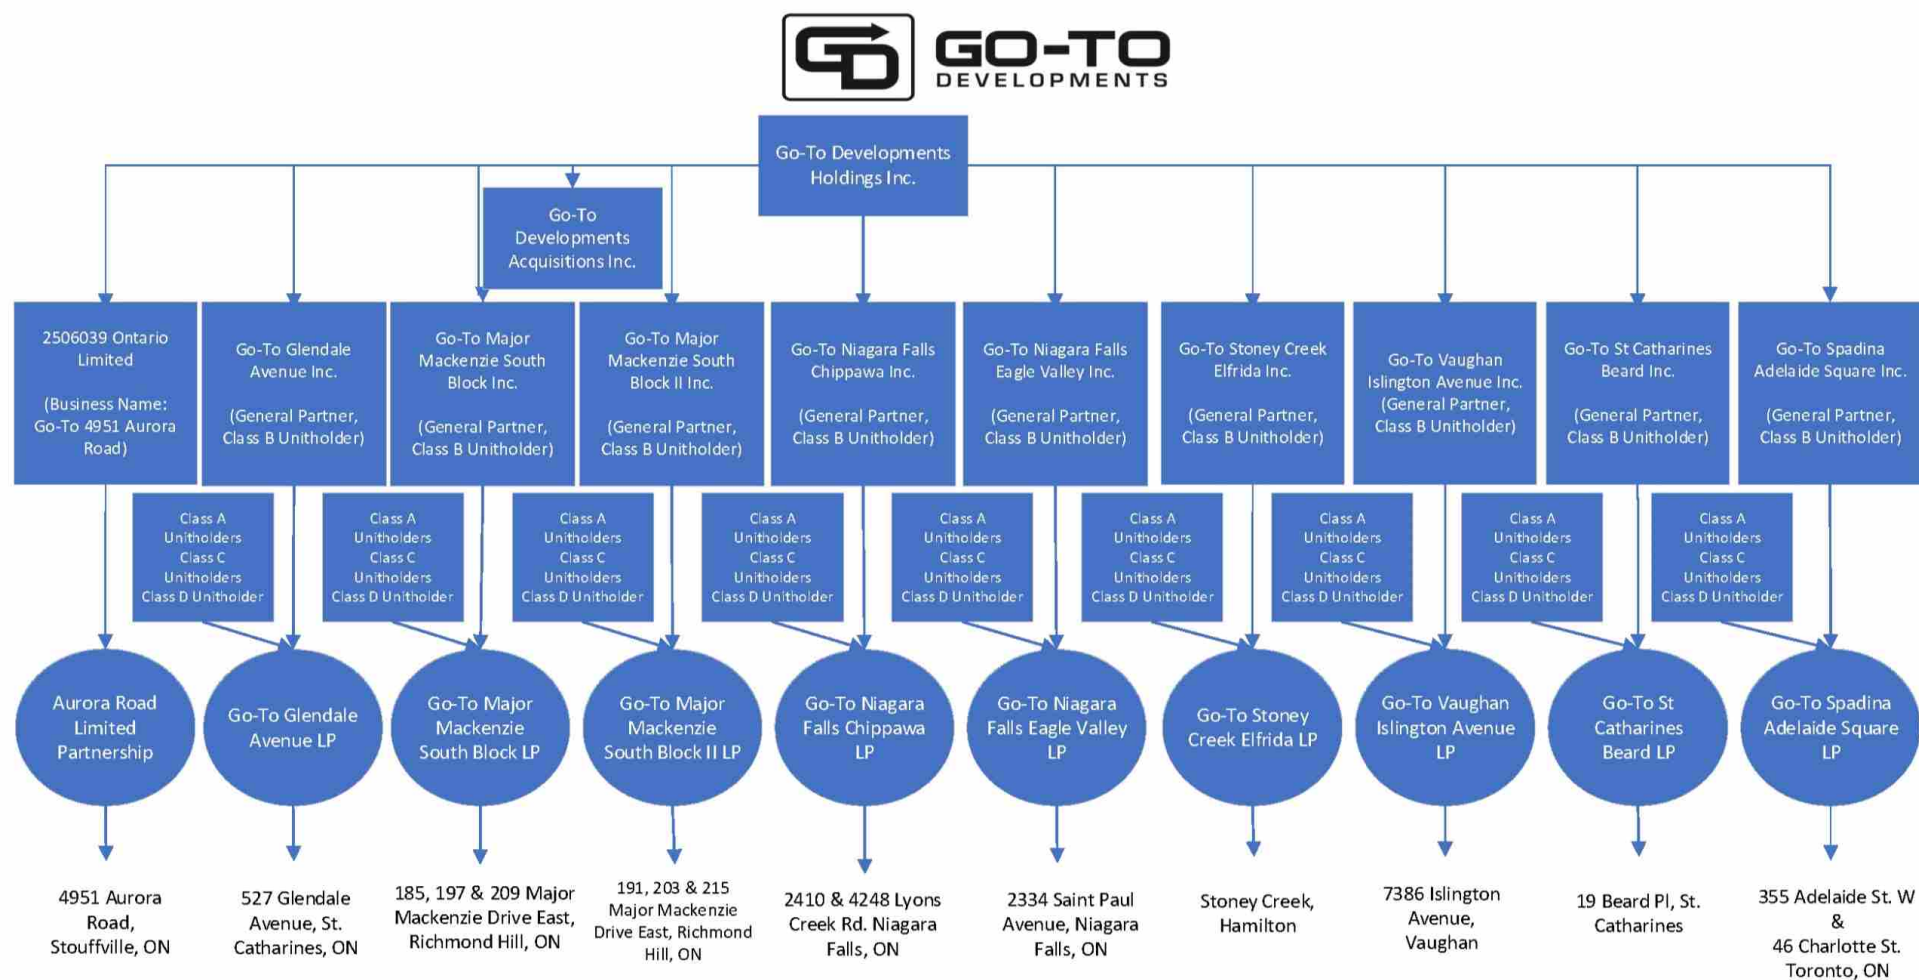 GD GO-TO
DEVELOPMENTS
Go-To Developments
Holdings Inc.
Go-To
Developments
Acquisitions Inc.
2506039 Ontario
Limited
(Business Name:
Go-To 4951 Aurora
Road)
Go-To Glendale
Avenue Inc.
(General Partner,
Class B Unitholder)
Go-To Major
Mackenzie South
Block Inc.
(General Partner,
Class B Unitholder)
Go-To Major
Mackenzie South
Block II Inc.
(General Partner,
Class B Unitholder)
Go-To Niagara Falls
Chippawa Inc.
(General Partner,
Class B Unitholder)
Go-To Niagara Falls
Eagle Valley Inc.
(General Partner,
Class B Unitholder)
Go-To Stoney Creek
Elfrida Inc.
(General Partner,
Class B Unitholder)
Go-To Vaughan
Islington Avenue Inc.
(General Partner,
Class B Unitholder)
Go-To St Catharines
Beard Inc.
(General Partner,
Class B Unitholder)
Go-To Spadina
Adelaide Square Inc.
(General Partner,
Class B Unitholder)
Class A
Unitholders
Class C
Unitholders
Class D Unitholder
Class A
Unitholders
Class C
Unitholders
Class D Unitholder
Class A
Unitholders
Class C
Unitholders
Class D Unitholder
Class A
Unitholders
Class C
Unitholders
Class D Unitholder
Class A
Unitholders
Class C
Unitholders
Class D Unitholder
Class A
Unitholders
Class C
Unitholders
Class D Unitholder
Class A
Unitholders
Class C
Unitholders
Class D Unitholder
Class A
Unitholders
Class C
Unitholders
Class D Unitholder
Class A
Unitholders
Class C
Unitholders
Class D Unitholder
Aurora Road
Limited
Partnership
Go-To Glendale
Avenue LP
Go-To Major
Mackenzie
South Block LP
Go-To Major
Mackenzie
South Block II LP
Go-To Niagara
Falls Chippawa
LP
Go-To Niagara
Falls Eagle Valley
LP
Go-To Stoney
Creek Elfrida LP
Go-To Vaughan
Islington Avenue
LP
Go-To St
Catharines
Beard LP
Go-To Spadina
Adelaide Square
LP
4951 Aurora
Road,
Stouffville, ON
527 Glendale
Avenue, St.
Catharines, ON
185, 197 & 209 Major
Mackenzie Drive East,
Richmond Hill, ON
191, 203 & 215
Major Mackenzie
Drive East, Richmond
Hill, ON
2410 & 4248 Lyons
Creek Rd. Niagara
Falls, ON
2334 Saint Paul
Avenue, Niagara
Falls, ON
Stoney Creek,
Hamilton
7386 Islington
Avenue,
Vaughan
19 Beard Pl, St.
Catharines
355 Adelaide St. W
&
46 Charlotte St.
Toronto, ON